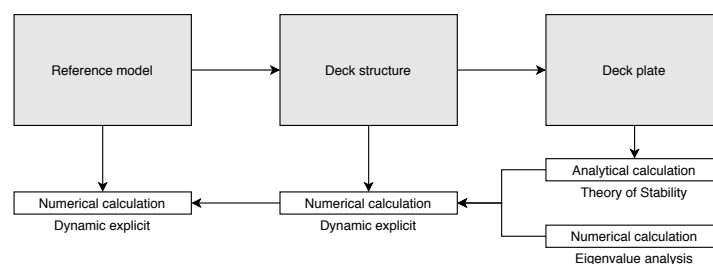 Reference model
Deck structure
Deck plate
Analytical calculation
Theory of Stability
Numerical calculation
Dynamic explicit
Numerical calculation
Dynamic explicit
Numerical calculation
Eigenvalue analysis